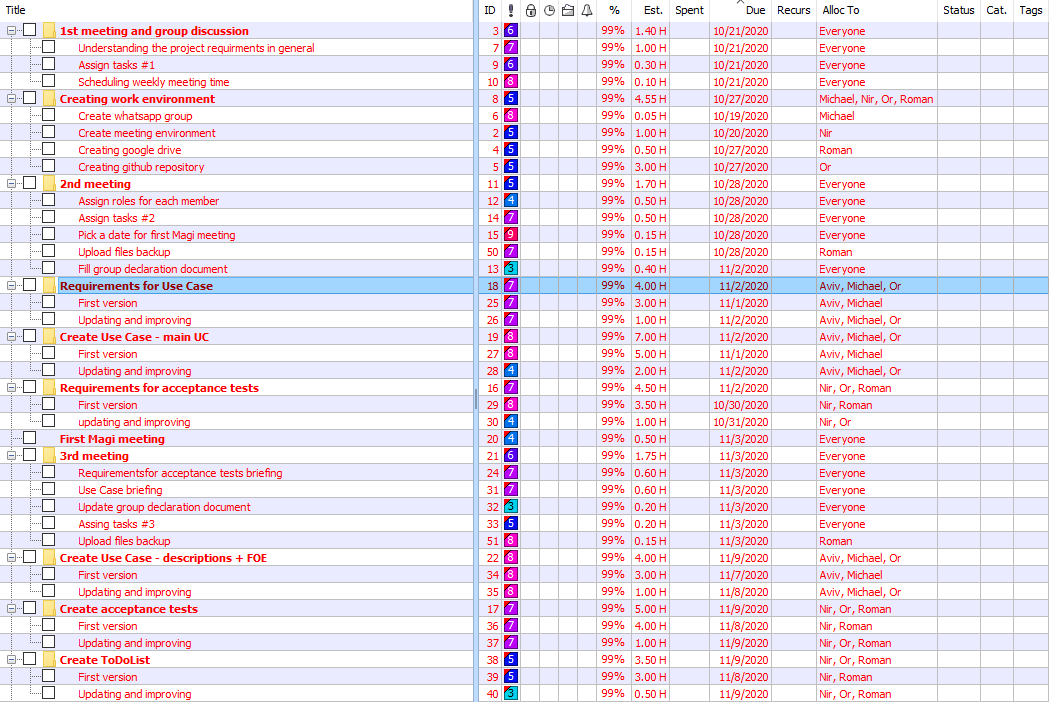 Title ID % Est. Spent Due Recurs Alloc To Status Cat. Tags
1st meeting and group discussion 3 6 99% 1.40 H 10/21/2020 Everyone
Understanding the project requirments in general 7 7 99% 1.00 H 10/21/2020 Everyone
Assign tasks #1 9 6 99% 0.30 H 10/21/2020 Everyone
Scheduling weekly meeting time 10 8 99% 0.10 H 10/21/2020 Everyone
Creating work environment 8 5 99% 4.55 H 10/27/2020 Michael, Nir, Or, Roman
Create whatsapp group 6 8 99% 0.05 H 10/19/2020 Michael
Create meeting environment 2 5 99% 1.00 H 10/20/2020 Nir
Creating google drive 4 5 99% 0.50 H 10/27/2020 Roman
Creating github repository 5 5 99% 3.00 H 10/27/2020 Or
2nd meeting 11 5 99% 1.70 H 10/28/2020 Everyone
Assign roles for each member 12 4 99% 0.50 H 10/28/2020 Everyone
Assign tasks #2 14 7 99% 0.50 H 10/28/2020 Everyone
Pick a date for first Magi meeting 15 9 99% 0.15 H 10/28/2020 Everyone
Upload files backup 50 7 99% 0.15 H 10/28/2020 Roman
Fill group declaration document 13 3 99% 0.40 H 11/2/2020 Everyone
Requirements for Use Case 18 7 99% 4.00 H 11/2/2020 Aviv, Michael, Or
First version 25 7 99% 3.00 H 11/1/2020 Aviv, Michael
Updating and improving 26 7 99% 1.00 H 11/2/2020 Aviv, Michael, Or
Create Use Case - main UC 19 8 99% 7.00 H 11/2/2020 Aviv, Michael, Or
First version 27 8 99% 5.00 H 11/1/2020 Aviv, Michael
Updating and improving 28 4 99% 2.00 H 11/2/2020 Aviv, Michael, Or
Requirements for acceptance tests 16 7 99% 4.50 H 11/2/2020 Nir, Or, Roman
First version 29 8 99% 3.50 H 10/30/2020 Nir, Roman
updating and improving 30 4 99% 1.00 H 10/31/2020 Nir, Or
First Magi meeting 20 4 99% 0.50 H 11/3/2020 Everyone
3rd meeting 21 6 99% 1.75 H 11/3/2020 Everyone
Requirementsfor acceptance tests briefing 24 7 99% 0.60 H 11/3/2020 Everyone
Use Case briefing 31 7 99% 0.60 H 11/3/2020 Everyone
Update group declaration document 32 3 99% 0.20 H 11/3/2020 Everyone
Assing tasks #3 33 5 99% 0.20 H 11/3/2020 Everyone
Upload files backup 51 8 99% 0.15 H 11/3/2020 Roman
Create Use Case - descriptions + FOE 22 8 99% 4.00 H 11/9/2020 Aviv, Michael, Or
First version 34 8 99% 3.00 H 11/7/2020 Aviv, Michael
Updating and improving 35 8 99% 1.00 H 11/8/2020 Aviv, Michael, Or
Create acceptance tests 17 7 99% 5.00 H 11/9/2020 Nir, Or, Roman
First version 36 7 99% 4.00 H 11/8/2020 Nir, Roman
Updating and improving 37 7 99% 1.00 H 11/9/2020 Nir, Or, Roman
Create ToDoList 38 5 99% 3.50 H 11/9/2020 Nir, Or, Roman
First version 39 5 99% 3.00 H 11/8/2020 Nir, Roman
Updating and improving 40 3 99% 0.50 H 11/9/2020 Nir, Or, Roman